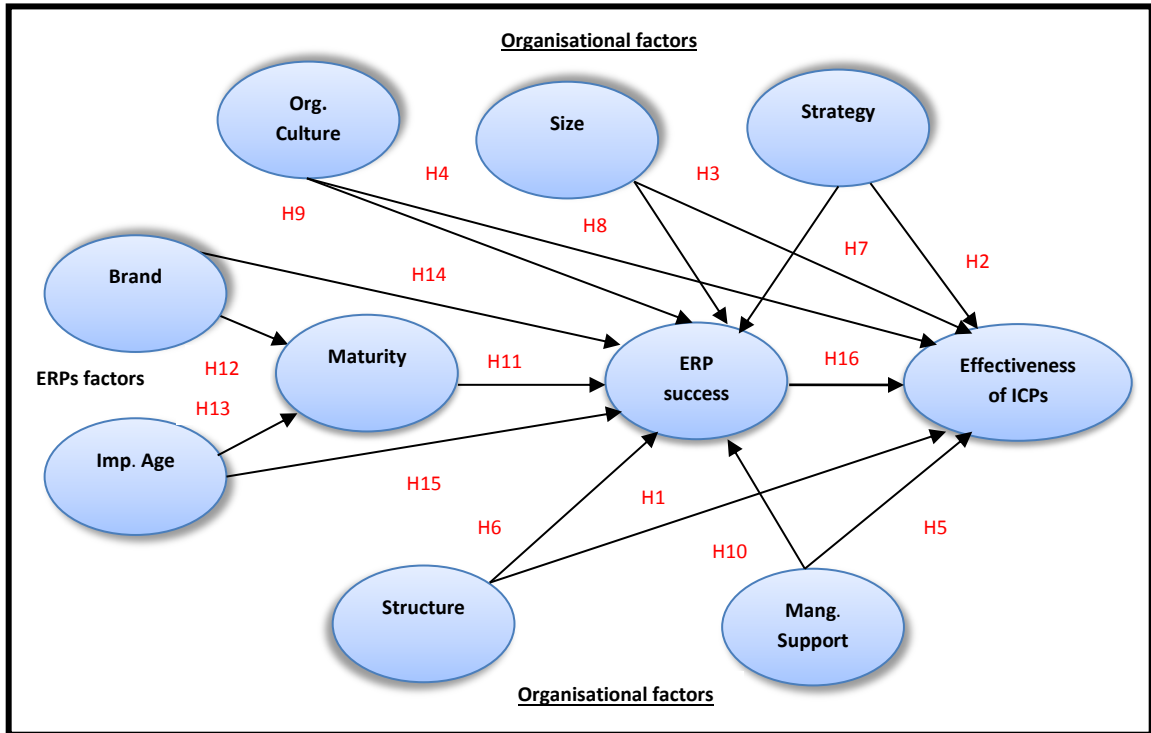 Organisational factors
Org.
Culture
Size
Strategy
H4
H3
H9
H8
H7
H2
Brand
H14
Maturity
ERP
success
Effectiveness
of ICPs
H11
H16
H12
ERPs factors
H13
Imp. Age
H15
H1
H6
H10
H5
Structure
Mang.
Support
Organisational factors